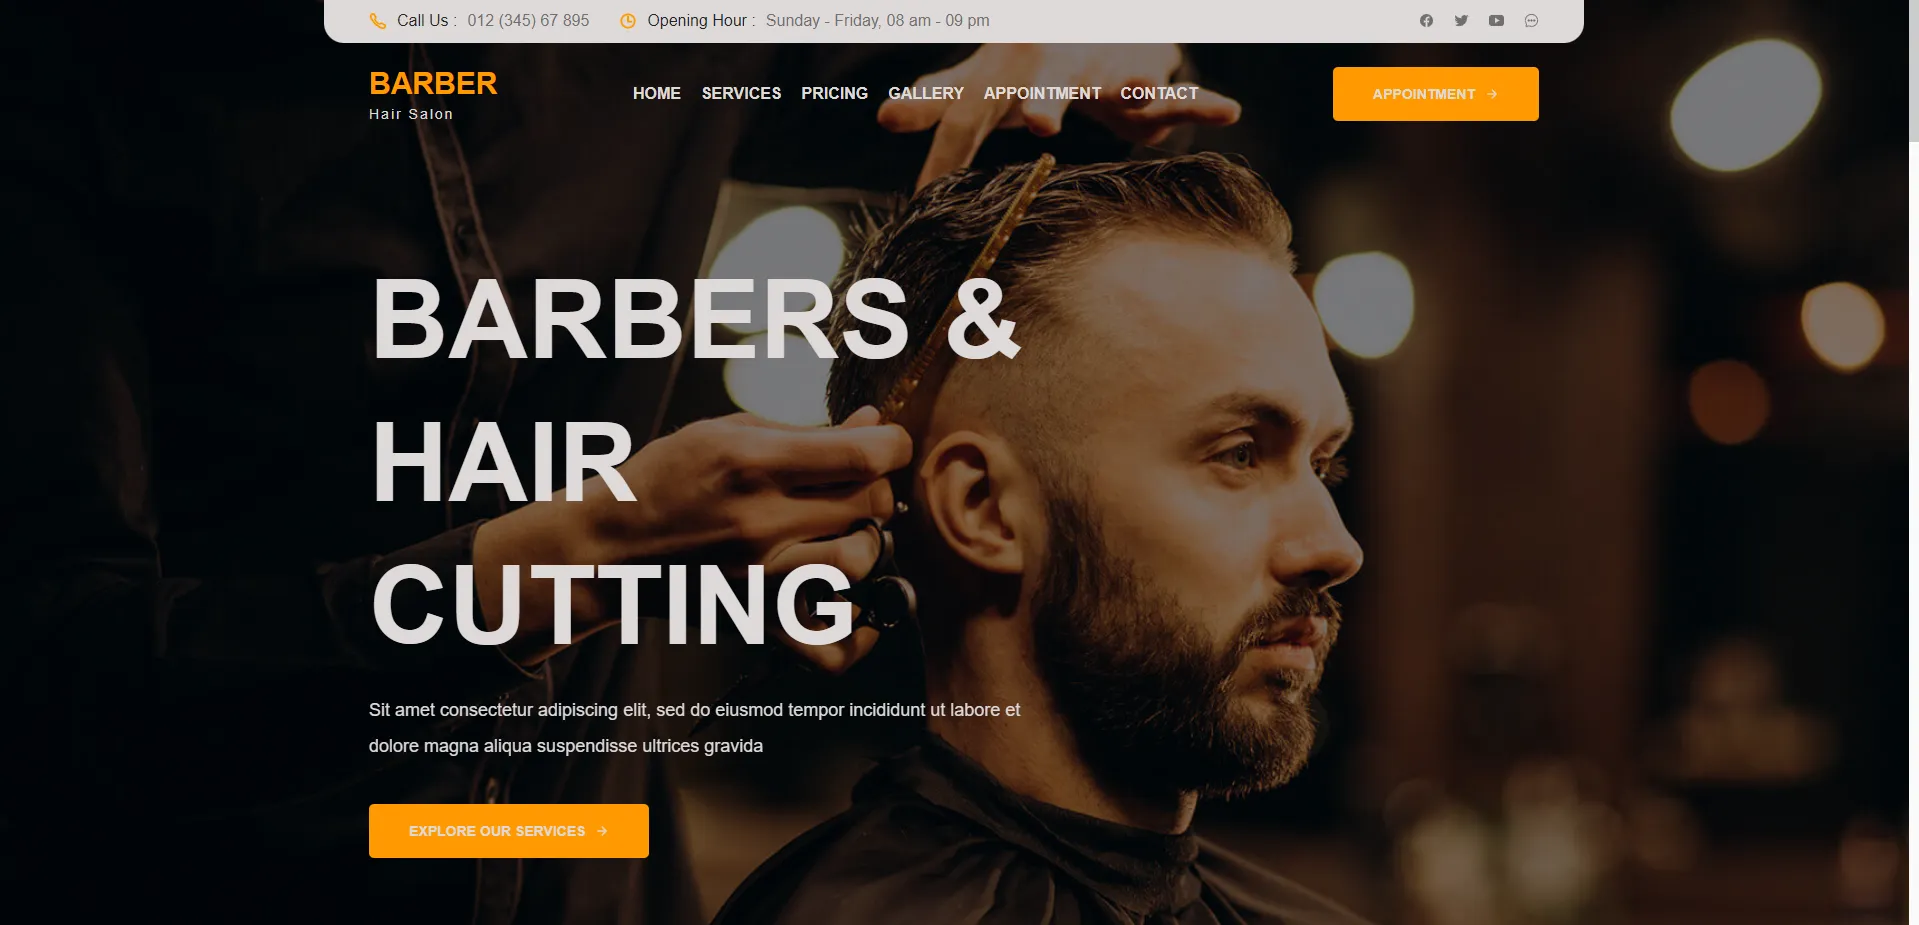 Call Us : 012 (345) 67 895 Opening Hour : Sunday - Friday, 08 am - 09 pm
BARBER
Hair Salon
HOME SERVICES PRICING GALLERY APPOINTMENT CONTACT
APPOINTMENT →
BARBERS &
HAIR
CUTTING
Sit amet consectetur adipiscing elit, sed do eiusmod tempor incididunt ut labore et
dolore magna aliqua suspendisse ultrices gravida
EXPLORE OUR SERVICES →